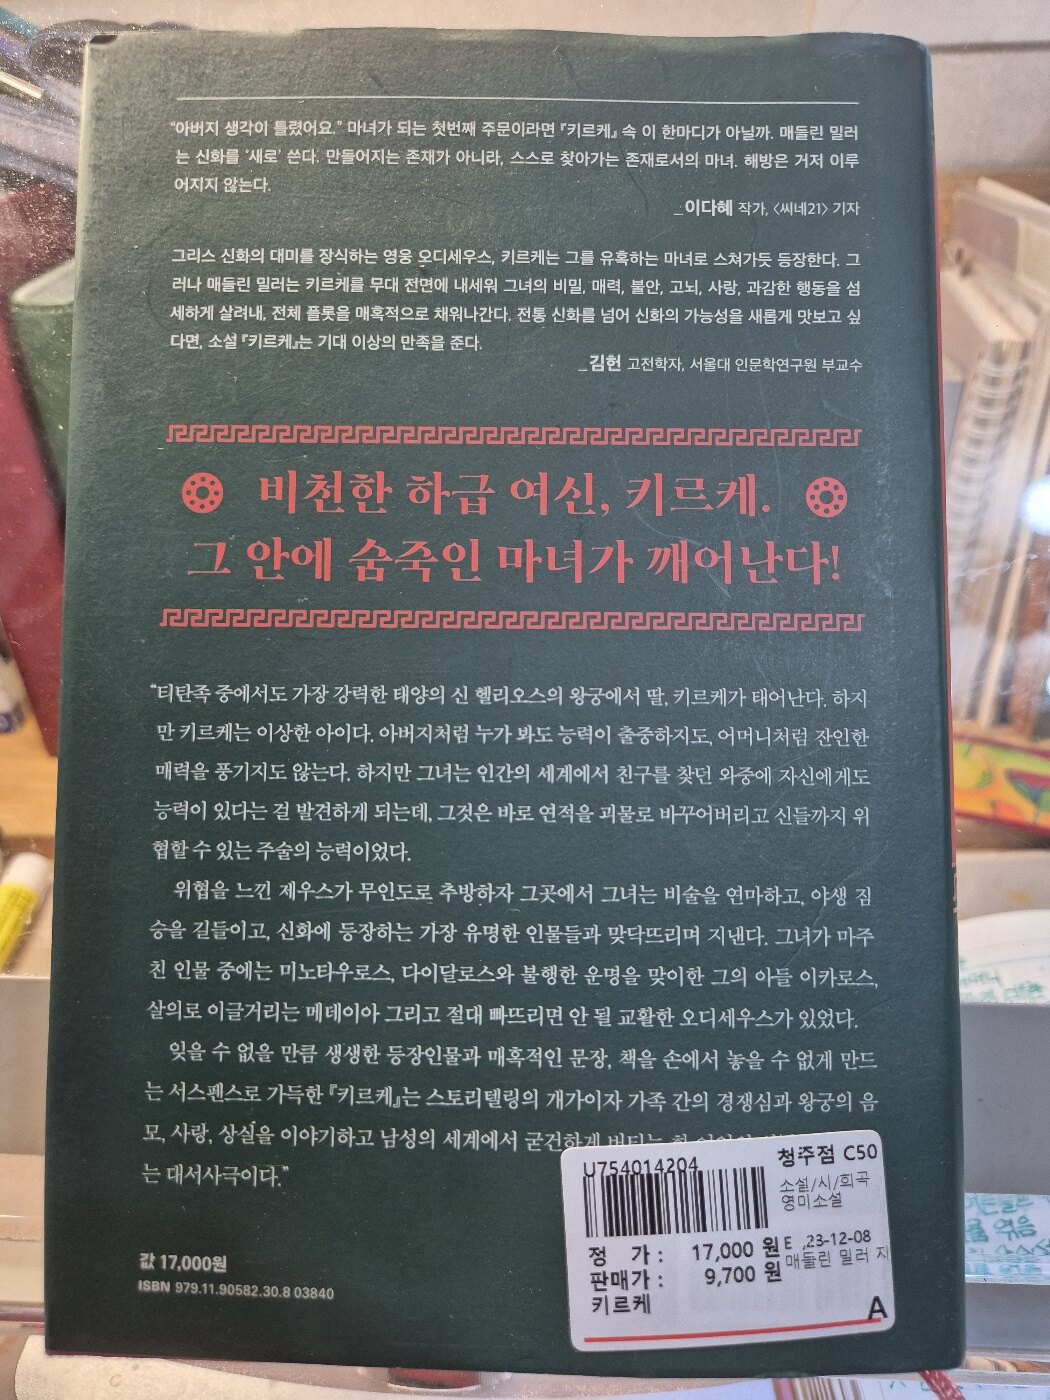 “아버지 생각이 틀렸어요.” 마녀가 되는 첫번째 주문이라면 『키르케』 속 이 한마디가 아닐까. 매들린 밀러
는 신화를 ‘새로’ 쓴다. 만들어지는 존재가 아니라, 스스로 찾아가는 존재로서의 마녀. 해방은 거저 이루
어지지 않는다.
_이다혜 작가, 〈씨네21〉 기자
그리스 신화의 대미를 장식하는 영웅 오디세우스, 키르케는 그를 유혹하는 마녀로 스쳐가듯 등장한다. 그
러나 매들린 밀러는 키르케를 무대 전면에 내세워 그녀의 비밀, 매력, 불안, 고뇌, 사랑, 과감한 행동을 섬
세하게 살려내, 전체 플롯을 매혹적으로 채워나간다. 전통 신화를 넘어 신화의 가능성을 새롭게 맛보고 싶
다면, 소설 『키르케』는 기대 이상의 만족을 준다.
_김헌 고전학자, 서울대 인문학연구원 부교수
비천한 하급 여신, 키르케.
그 안에 숨죽인 마녀가 깨어난다!
“티탄족 중에서도 가장 강력한 태양의 신 헬리오스의 왕궁에서 딸, 키르케가 태어난다. 하지
만 키르케는 이상한 아이다. 아버지처럼 누가 봐도 능력이 출중하지도, 어머니처럼 잔인한
매력을 풍기지도 않는다. 하지만 그녀는 인간의 세계에서 친구를 찾던 와중에 자신에게도
능력이 있다는 걸 발견하게 되는데, 그것은 바로 연적을 괴물로 바꾸어버리고 신들까지 위
협할 수 있는 주술의 능력이었다.
위협을 느낀 제우스가 무인도로 추방하자 그곳에서 그녀는 비술을 연마하고, 야생 짐
승을 길들이고, 신화에 등장하는 가장 유명한 인물들과 맞닥뜨리며 지낸다. 그녀가 마주
친 인물 중에는 미노타우로스, 다이달로스와 불행한 운명을 맞이한 그의 아들 이카로스,
살의로 이글거리는 메데이아 그리고 절대 빠뜨리면 안 될 교활한 오디세우스가 있었다.
잊을 수 없을 만큼 생생한 등장인물과 매혹적인 문장, 책을 손에서 놓을 수 없게 만드
는 서스펜스로 가득한 『키르케』는 스토리텔링의 개가이자 가족 간의 경쟁심과 왕궁의 음
모, 사랑, 상실을 이야기하고 남성의 세계에서 굳건하게 버티는 한
는 대서사극이다.”
값 17,000원
ISBN 979.11.90582.30.8 03840
U754014204
청주점 C50
소설/시/희곡
영미소설
정 가 : 17,000 원
E ,23-12-08
판매가 : 9,700 원
매들린 밀러 지
키르케
A